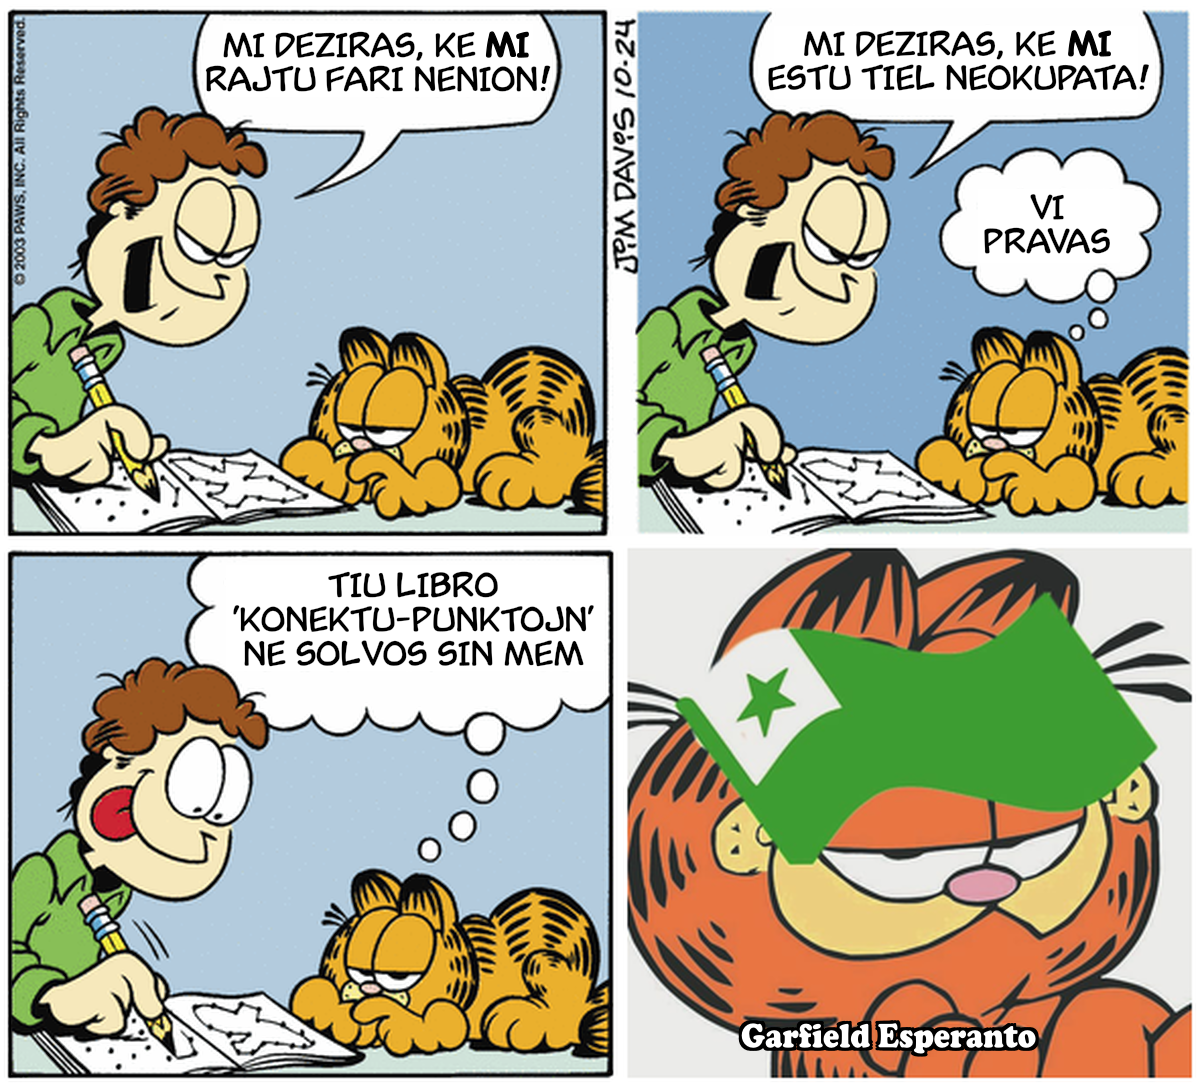 © 2003 PAWS, INC. All Rights Reserved.
MI DEZIRAS, KE MI
RAJTU FARI NENION!
JIM DAVIS 10-24
MI DEZIRAS, KE MI
ESTU TIEL NEOKUPATA!
VI
PRAVAS
TIU LIBRO
'KONEKTU-PUNKTOJN'
NE SOLVOS SIN MEM
Garfield Esperanto